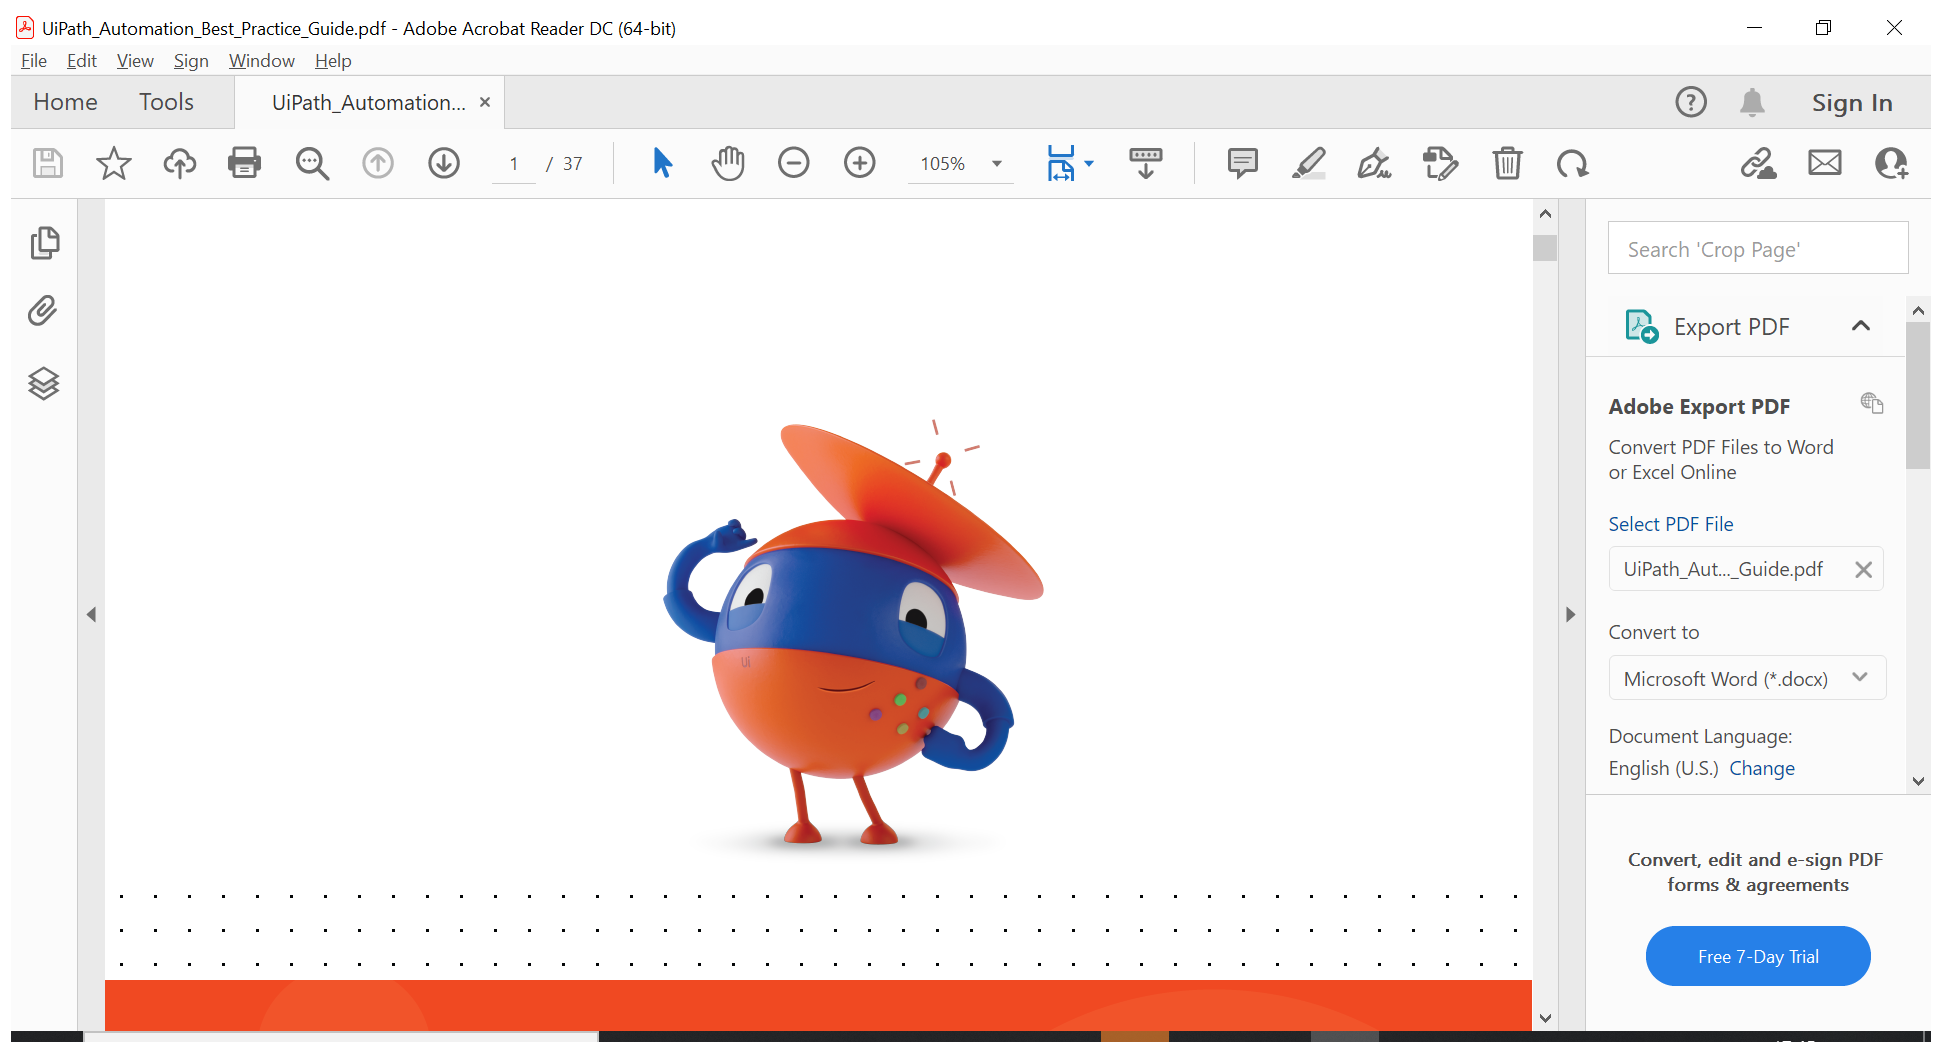 UiPath_Automation_Best_Practice_Guide.pdf - Adobe Acrobat Reader DC (64-bit)
File Edit View Sign Window Help
Home Tools UiPath_Automation... × ? Sign In
1 / 37 105%
Search 'Crop Page'
Export PDF
Adobe Export PDF
Convert PDF Files to Word
or Excel Online
Select PDF File
UiPath_Aut..._Guide.pdf
Convert to
Ui
Microsoft Word (*.docx)
Document Language:
English (U.S.) Change
Convert, edit and e-sign PDF
forms & agreements
Free 7-Day Trial